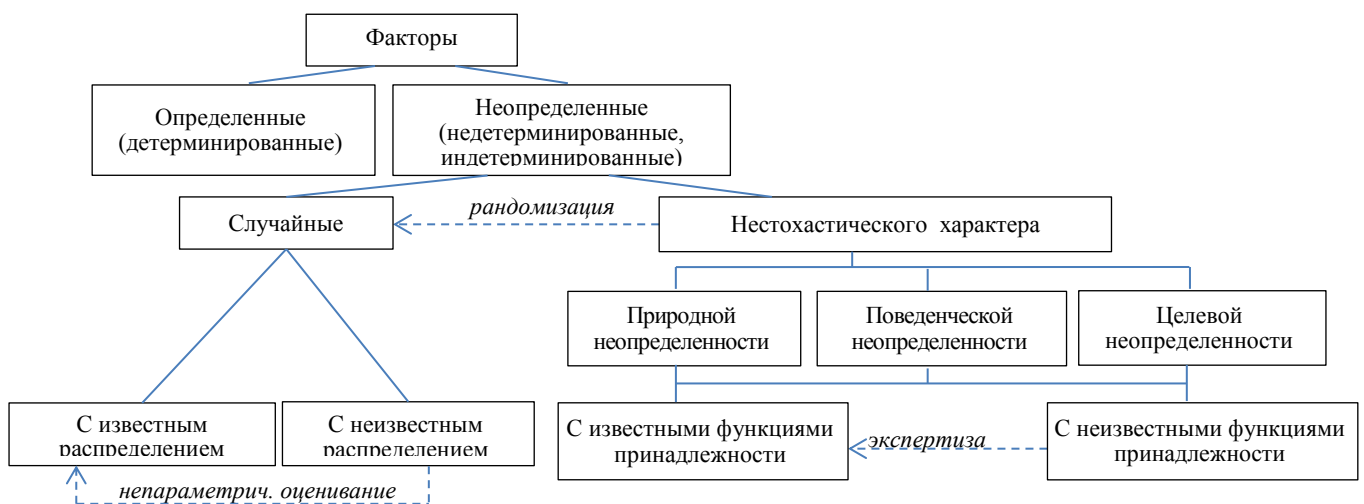 Факторы
Определенные
(детерминированные)
Неопределенные
(недетерминированные,
индетерминированные)
Случайные
рандомизация
Нестохастического характера
Природной
неопределенности
Поведенческой
неопределенности
Целевой
неопределенности
С известным
распределением
С неизвестным
распределением
С известными функциями
принадлежности
экспертиза
С неизвестными функциями
принадлежности
непараметрич. оценивание